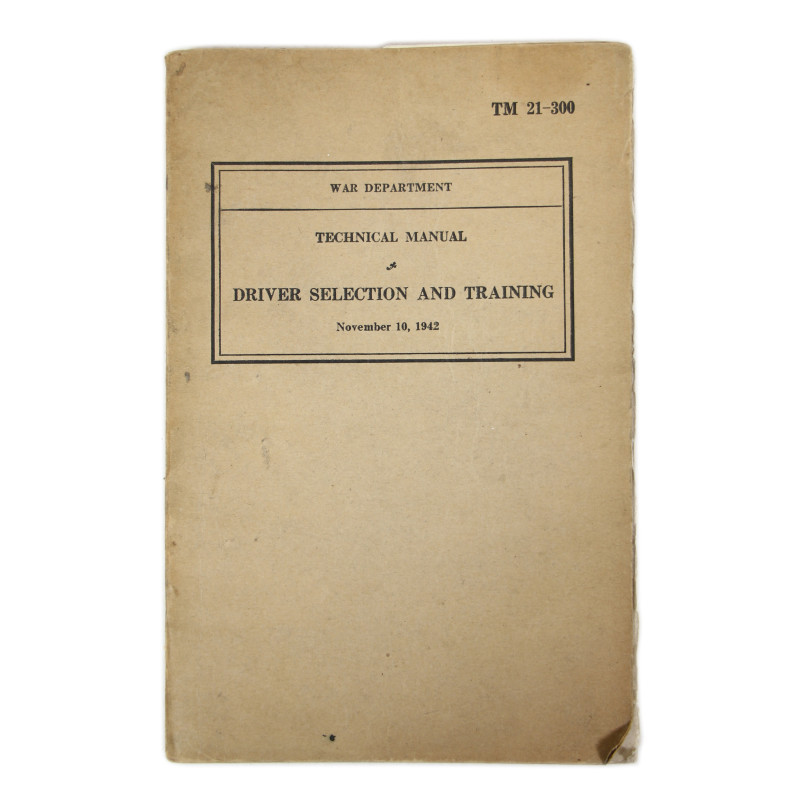 TM 21-300
WAR DEPARTMENT
TECHNICAL MANUAL
DRIVER SELECTION AND TRAINING
November 10, 1942